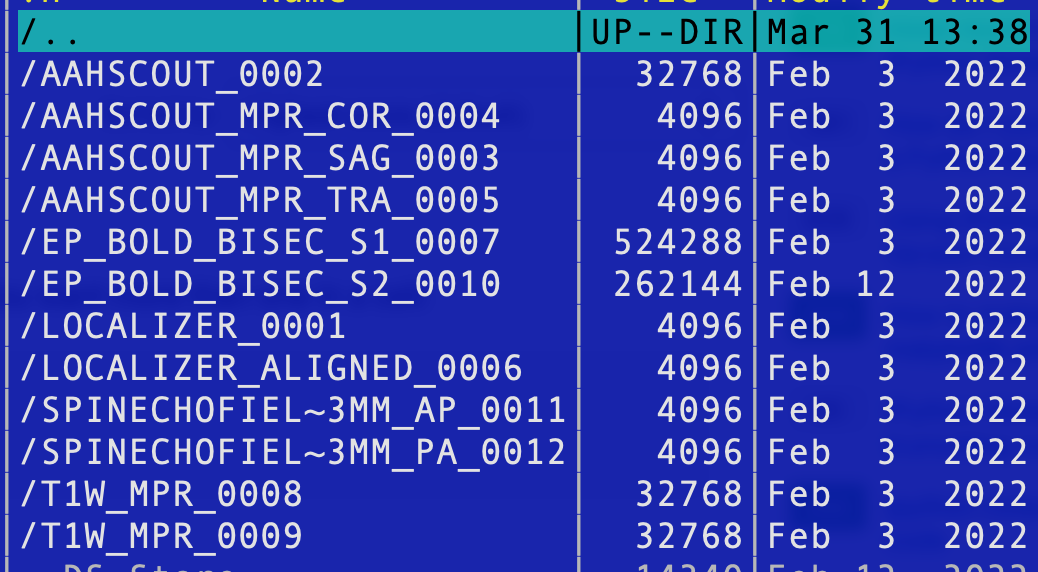 Name Size Modify time
/.. UP--DIR Mar 31 13:38
/AAHSCOUT_0002 32768 Feb 3 2022
/AAHSCOUT_MPR_COR_0004 4096 Feb 3 2022
/AAHSCOUT_MPR_SAG_0003 4096 Feb 3 2022
/AAHSCOUT_MPR_TRA_0005 4096 Feb 3 2022
/EP_BOLD_BISEC_S1_0007 524288 Feb 3 2022
/EP_BOLD_BISEC_S2_0010 262144 Feb 12 2022
/LOCALIZER_0001 4096 Feb 3 2022
/LOCALIZER_ALIGNED_0006 4096 Feb 3 2022
/SPINECHOFIEL~3MM_AP_0011 4096 Feb 3 2022
/SPINECHOFIEL~3MM_PA_0012 4096 Feb 3 2022
/T1W_MPR_0008 32768 Feb 3 2022
/T1W_MPR_0009 32768 Feb 3 2022